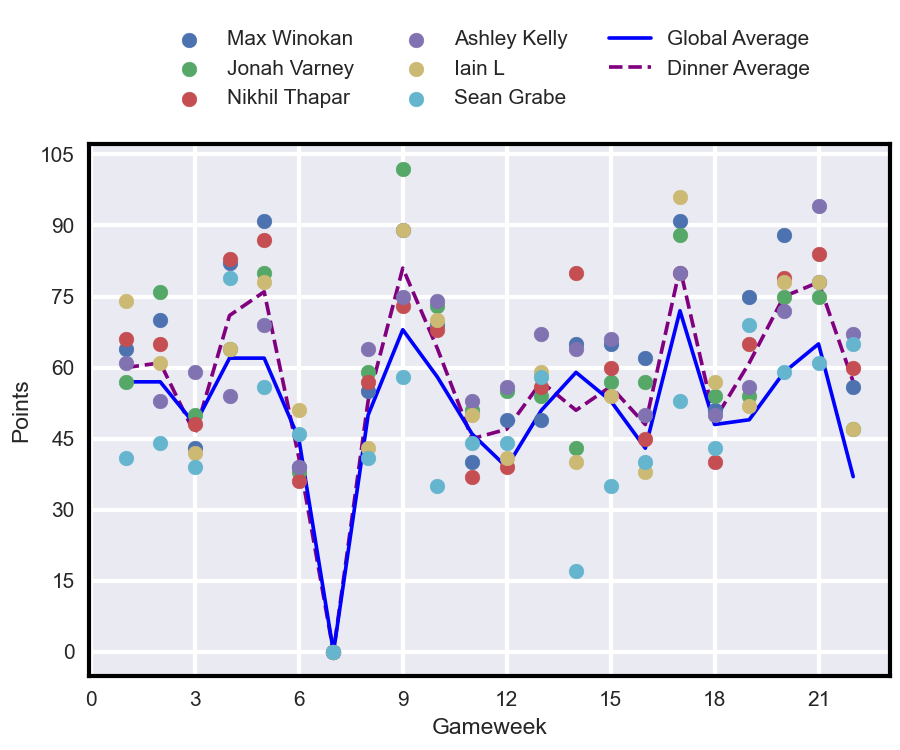 Max Winokan
Jonah Varney
Nikhil Thapar
Ashley Kelly
Iain L
Sean Grabe
Global Average
Dinner Average
105
90
75
60
45
30
15
0
Points
0 3 6 9 12 15 18 21
Gameweek